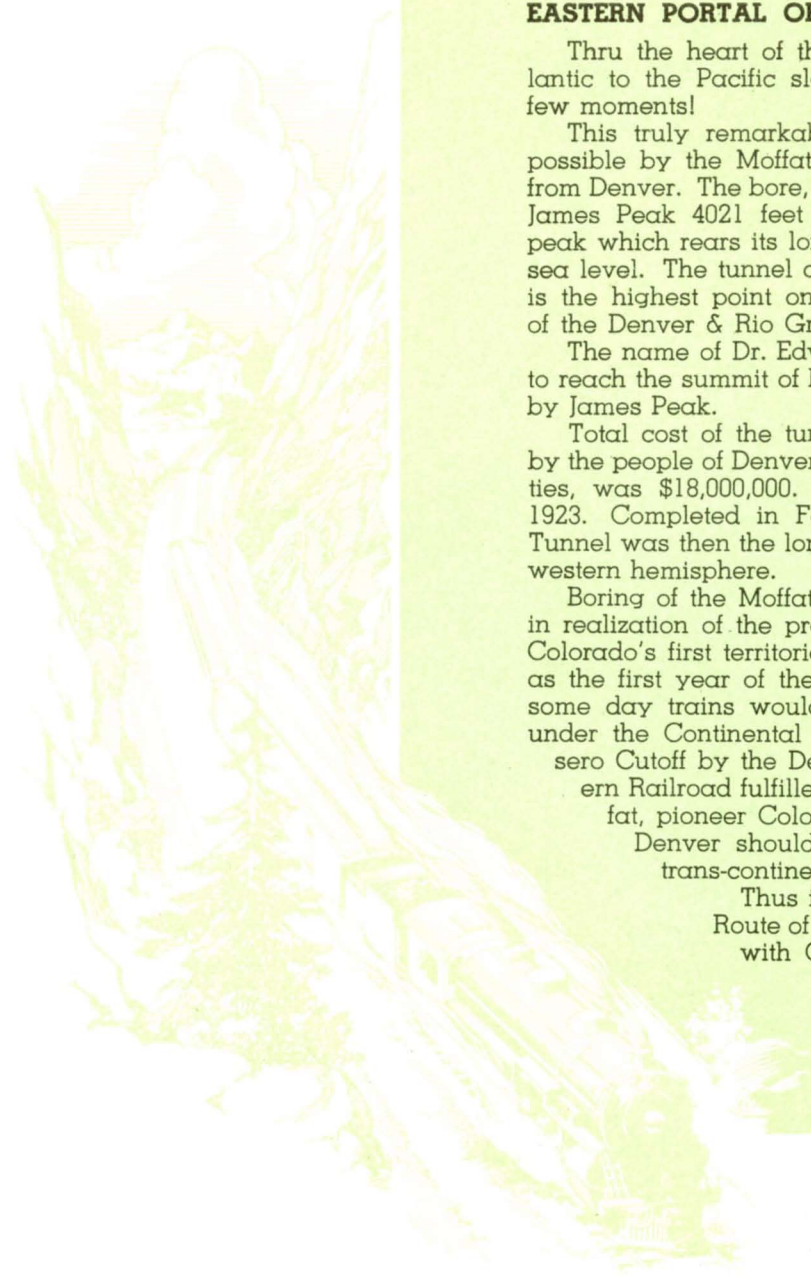 EASTERN PORTAL O
Thru the heart of th
lantic to the Pacific sl
few moments!
This truly remarkal
possible by the Moffat
from Denver. The bore,
James Peak 4021 feet
peak which rears its lo
sea level. The tunnel
is the highest point on
of the Denver & Rio Gr
The name of Dr. Ed
to reach the summit of
by James Peak.
Total cost of the tu
by the people of Denver
ties, was $18,000,000.
1923. Completed in F
Tunnel was then the lo
western hemisphere.
Boring of the Moffat
in realization of the pr
Colorado's first territori
as the first year of the
some day trains woul
under the Continental
sero Cutoff by the De
ern Railroad fulfille
fat, pioneer Colo
Denver should
trans-contine
Thus
Route of
with